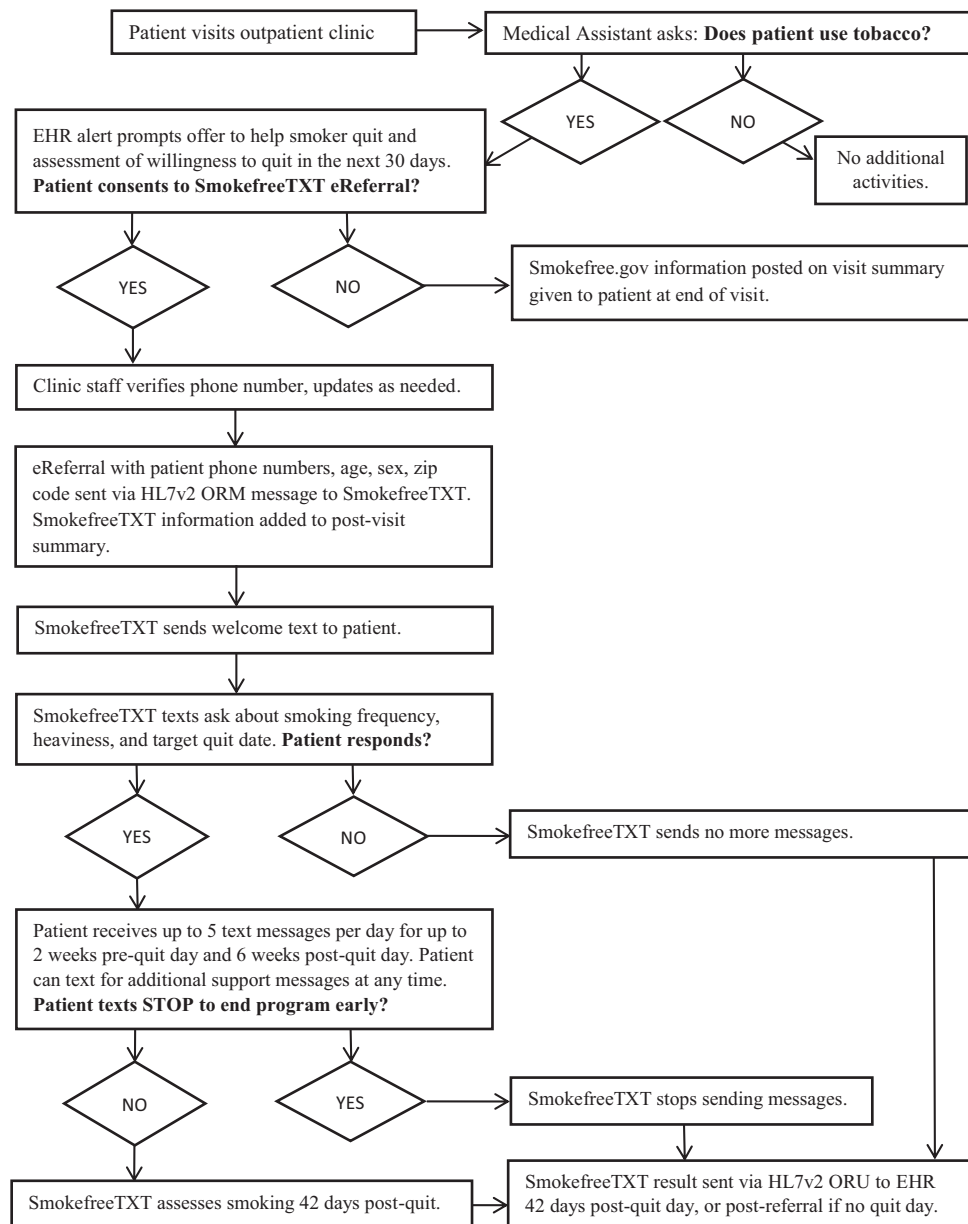 Patient visits outpatient clinic
Medical Assistant asks: Does patient use tobacco?
YES
NO
EHR alert prompts offer to help smoker quit and
assessment of willingness to quit in the next 30 days.
Patient consents to SmokefreeTXT eReferral?
No additional
activities.
YES
NO
Smokefree.gov information posted on visit summary
given to patient at end of visit.
Clinic staff verifies phone number, updates as needed.
eReferral with patient phone numbers, age, sex, zip
code sent via HL7v2 ORM message to SmokefreeTXT.
SmokefreeTXT information added to post-visit
summary.
SmokefreeTXT sends welcome text to patient.
SmokefreeTXT texts ask about smoking frequency,
heaviness, and target quit date. Patient responds?
YES
NO
SmokefreeTXT sends no more messages.
Patient receives up to 5 text messages per day for up to
2 weeks pre-quit day and 6 weeks post-quit day. Patient
can text for additional support messages at any time.
Patient texts STOP to end program early?
NO
YES
SmokefreeTXT stops sending messages.
SmokefreeTXT assesses smoking 42 days post-quit.
SmokefreeTXT result sent via HL7v2 ORU to EHR
42 days post-quit day, or post-referral if no quit day.